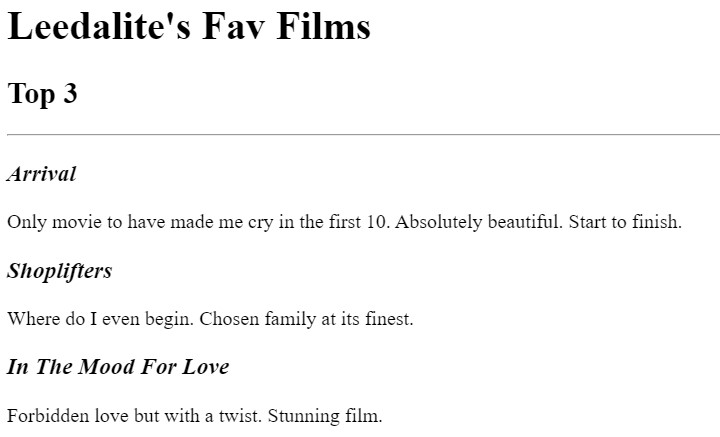 Leedalite's Fav Films
Top 3
Arrival
Only movie to have made me cry in the first 10. Absolutely beautiful. Start to finish.
Shoplifters
Where do I even begin. Chosen family at its finest.
In The Mood For Love
Forbidden love but with a twist. Stunning film.